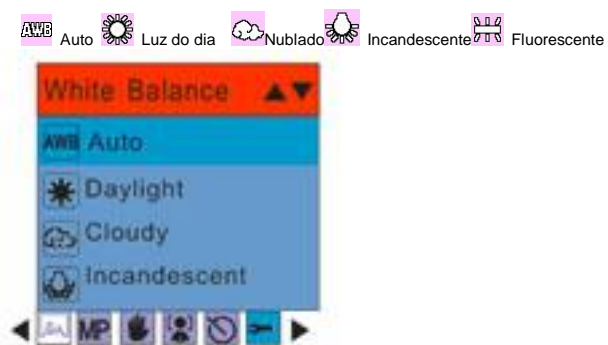 AWB Auto Luz do dia Nublado Incandescente Fluorescente
White Balance
AWB Auto
Daylight
Cloudy
Incandescent
MP